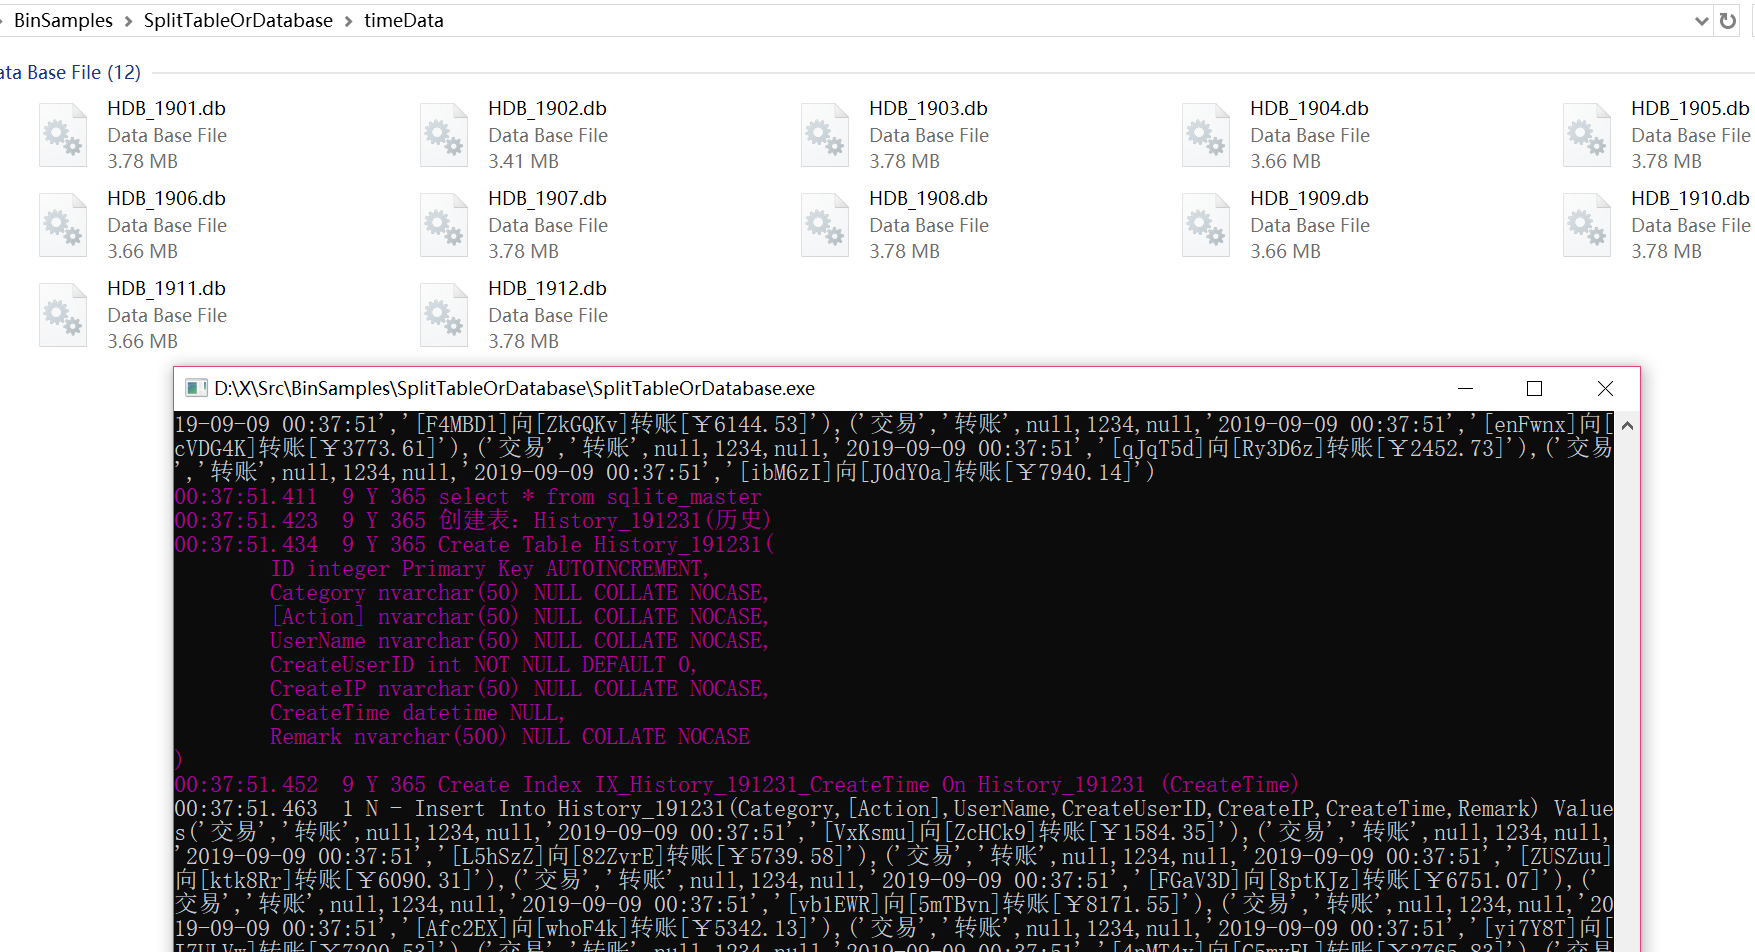 BinSamples > SplitTableOrDatabase > timeData
ata Base File (12)
HDB_1901.db
Data Base File
3.78 MB
HDB_1902.db
Data Base File
3.41 MB
HDB_1903.db
Data Base File
3.78 MB
HDB_1904.db
Data Base File
3.66 MB
HDB_1905.db
Data Base File
3.78 MB
HDB_1906.db
Data Base File
3.66 MB
HDB_1907.db
Data Base File
3.78 MB
HDB_1908.db
Data Base File
3.78 MB
HDB_1909.db
Data Base File
3.66 MB
HDB_1910.db
Data Base File
3.78 MB
HDB_1911.db
Data Base File
3.66 MB
HDB_1912.db
Data Base File
3.78 MB
D:\X\Src\BinSamples\SplitTableOrDatabase\SplitTableOrDatabase.exe
19-09-09 00:37:51','[F4MBDl]向[ZkGQKv]转账[￥6144.53]'),('交易','转账',null,1234,null,'2019-09-09 00:37:51','[enFwnx]向[
cVDG4K]转账[￥3773.61]'),('交易','转账',null,1234,null,'2019-09-09 00:37:51','[qJqT5d]向[Ry3D6z]转账[￥2452.73]'),('交易
','转账',null,1234,null,'2019-09-09 00:37:51','[ibM6zI]向[J0dY0a]转账[￥7940.14]')
00:37:51.411  9 Y 365 select * from sqlite_master
00:37:51.423  9 Y 365 创建表：History_191231(历史)
00:37:51.434  9 Y 365 Create Table History_191231(
ID integer Primary Key AUTOINCREMENT,
Category nvarchar(50) NULL COLLATE NOCASE,
[Action] nvarchar(50) NULL COLLATE NOCASE,
UserName nvarchar(50) NULL COLLATE NOCASE,
CreateUserID int NOT NULL DEFAULT 0,
CreateIP nvarchar(50) NULL COLLATE NOCASE,
CreateTime datetime NULL,
Remark nvarchar(500) NULL COLLATE NOCASE
)
00:37:51.452  9 Y 365 Create Index IX_History_191231_CreateTime On History_191231 (CreateTime)
00:37:51.463  1 N - Insert Into History_191231(Category,[Action],UserName,CreateUserID,CreateIP,CreateTime,Remark) Value
s('交易','转账',null,1234,null,'2019-09-09 00:37:51','[VxKsmu]向[ZcHCk9]转账[￥1584.35]'),('交易','转账',null,1234,null,
'2019-09-09 00:37:51','[L5hSzZ]向[82ZvrE]转账[￥5739.58]'),('交易','转账',null,1234,null,'2019-09-09 00:37:51','[ZUSZuu]
向[ktk8Rr]转账[￥6090.31]'),('交易','转账',null,1234,null,'2019-09-09 00:37:51','[FGaV3D]向[8ptKJz]转账[￥6751.07]'),('
交易','转账',null,1234,null,'2019-09-09 00:37:51','[vb1EWR]向[5mTBvn]转账[￥8171.55]'),('交易','转账',null,1234,null,'20
19-09-09 00:37:51','[Afc2EX]向[whoF4k]转账[￥5342.13]'),('交易','转账',null,1234,null,'2019-09-09 00:37:51','[yi7Y8T]向[
转账[￥7200.53]'),('交易','转账',null,1234,null,'2019-09-09 00:37:51','